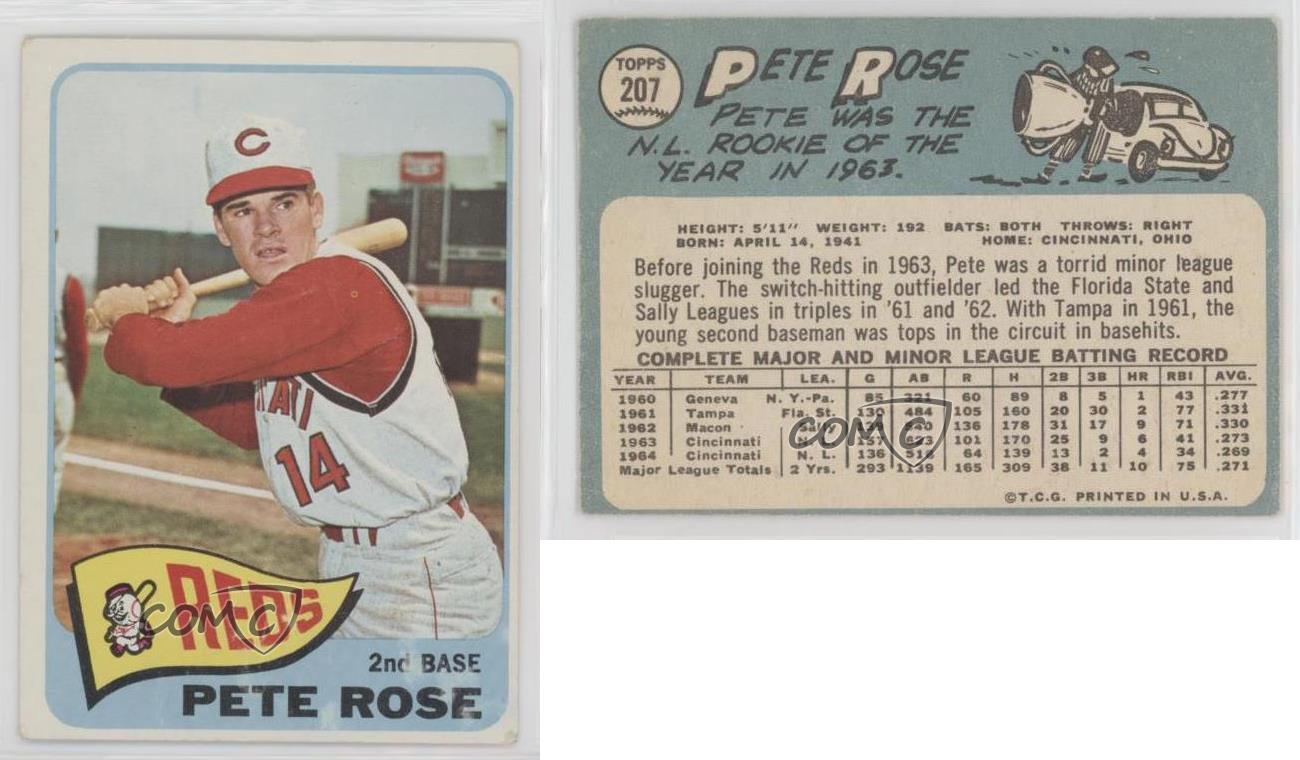 C
NATI
14
REDS
COMC
2nd BASE
PETE ROSE
TOPPS
207
PETE ROSE
PETE WAS THE
N.L. ROOKIE OF THE
YEAR IN 1963.
HEIGHT: 5'11" WEIGHT: 192 BATS: BOTH THROWS: RIGHT
BORN: APRIL 14, 1941 HOME: CINCINNATI, OHIO
Before joining the Reds in 1963, Pete was a torrid minor league
slugger. The switch-hitting outfielder led the Florida State and
Sally Leagues in triples in '61 and '62. With Tampa in 1961, the
young second baseman was tops in the circuit in basehits.
COMPLETE MAJOR AND MINOR LEAGUE BATTING RECORD
YEAR TEAM LEA. G AB R H 2B 3B HR RBI AVG.
1960 Geneva N. Y.-Pa. 85 321 60 89 8 5 1 43 .277
1961 Tampa Fla. St. 130 484 105 160 20 30 2 77 .331
1962 Macon Sally 540 136 178 31 17 9 71 .330
1963 Cincinnati N. L. 157 623 101 170 25 9 6 41 .273
1964 Cincinnati N. L. 136 516 64 139 13 2 4 34 .269
Major League Totals 2 Yrs. 293 1139 165 309 38 11 10 75 .271
COMC
©T.C.G. PRINTED IN U.S.A.